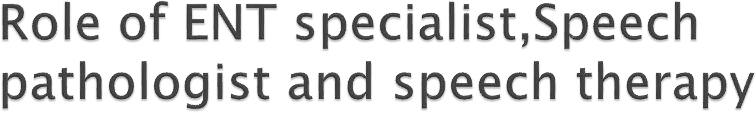 Role of ENT specialist,Speech
pathologist and speech therapy